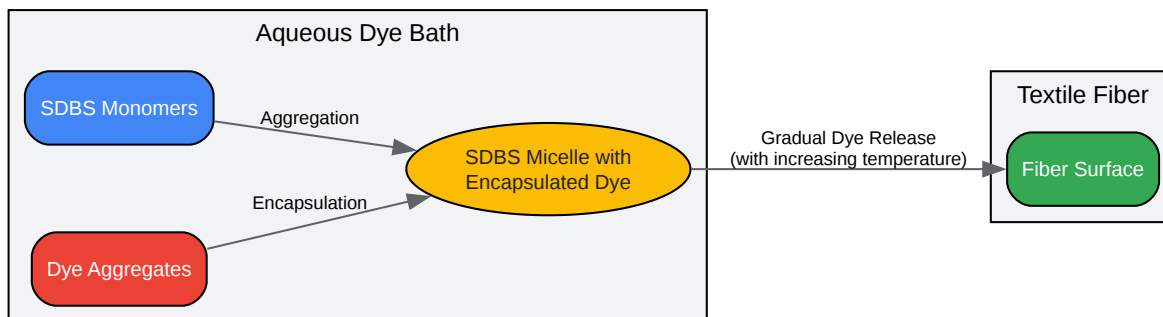 Aqueous Dye Bath
SDBS Monomers
Aggregation
Dye Aggregates
Encapsulation
SDBS Micelle with
Encapsulated Dye
Gradual Dye Release
(with increasing temperature)
Textile Fiber
Fiber Surface